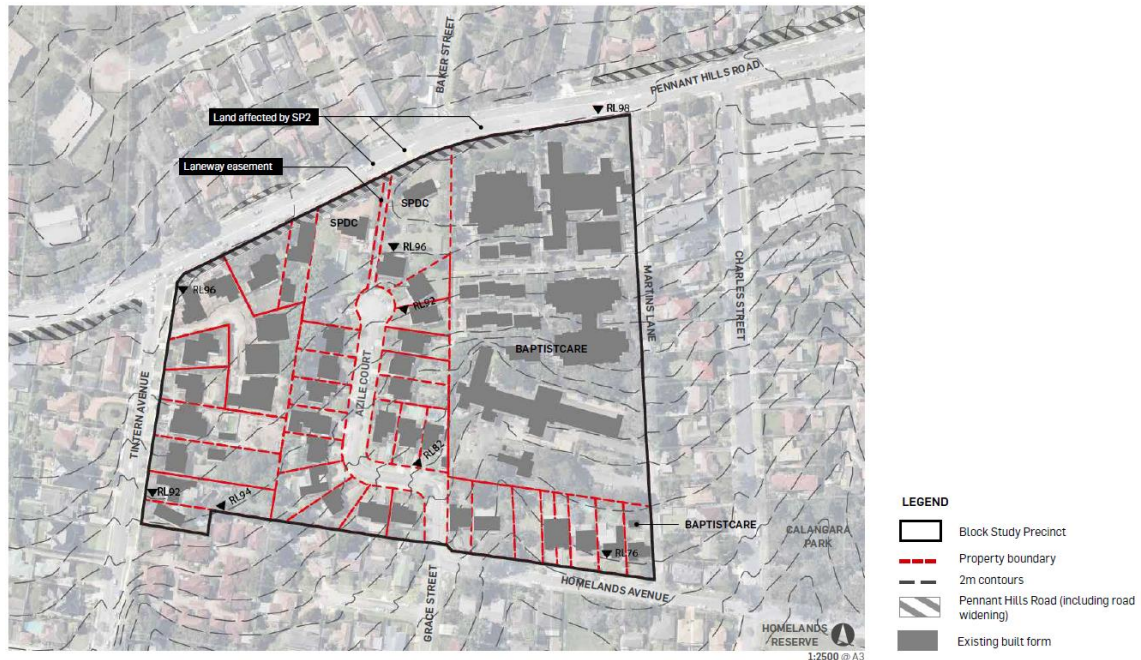 BAKER STREET
PENNANT HILLS ROAD
RL98
Land affected by SP2
Laneway easement
SPDC
SPDC
RL96
RL96
RL92
MARTINS LANE
CHARLES STREET
BAPTISTCARE
AZILE COURT
TINTERN AVENUE
RL82
RL92
RL94
BAPTISTCARE
CALANGARA
PARK
RL76
HOMELANDS AVENUE
GRACE STREET
HOMELANDS
RESERVE
1:2500 @ A3
LEGEND
Block Study Precinct
Property boundary
2m contours
Pennant Hills Road (including road
widening)
Existing built form